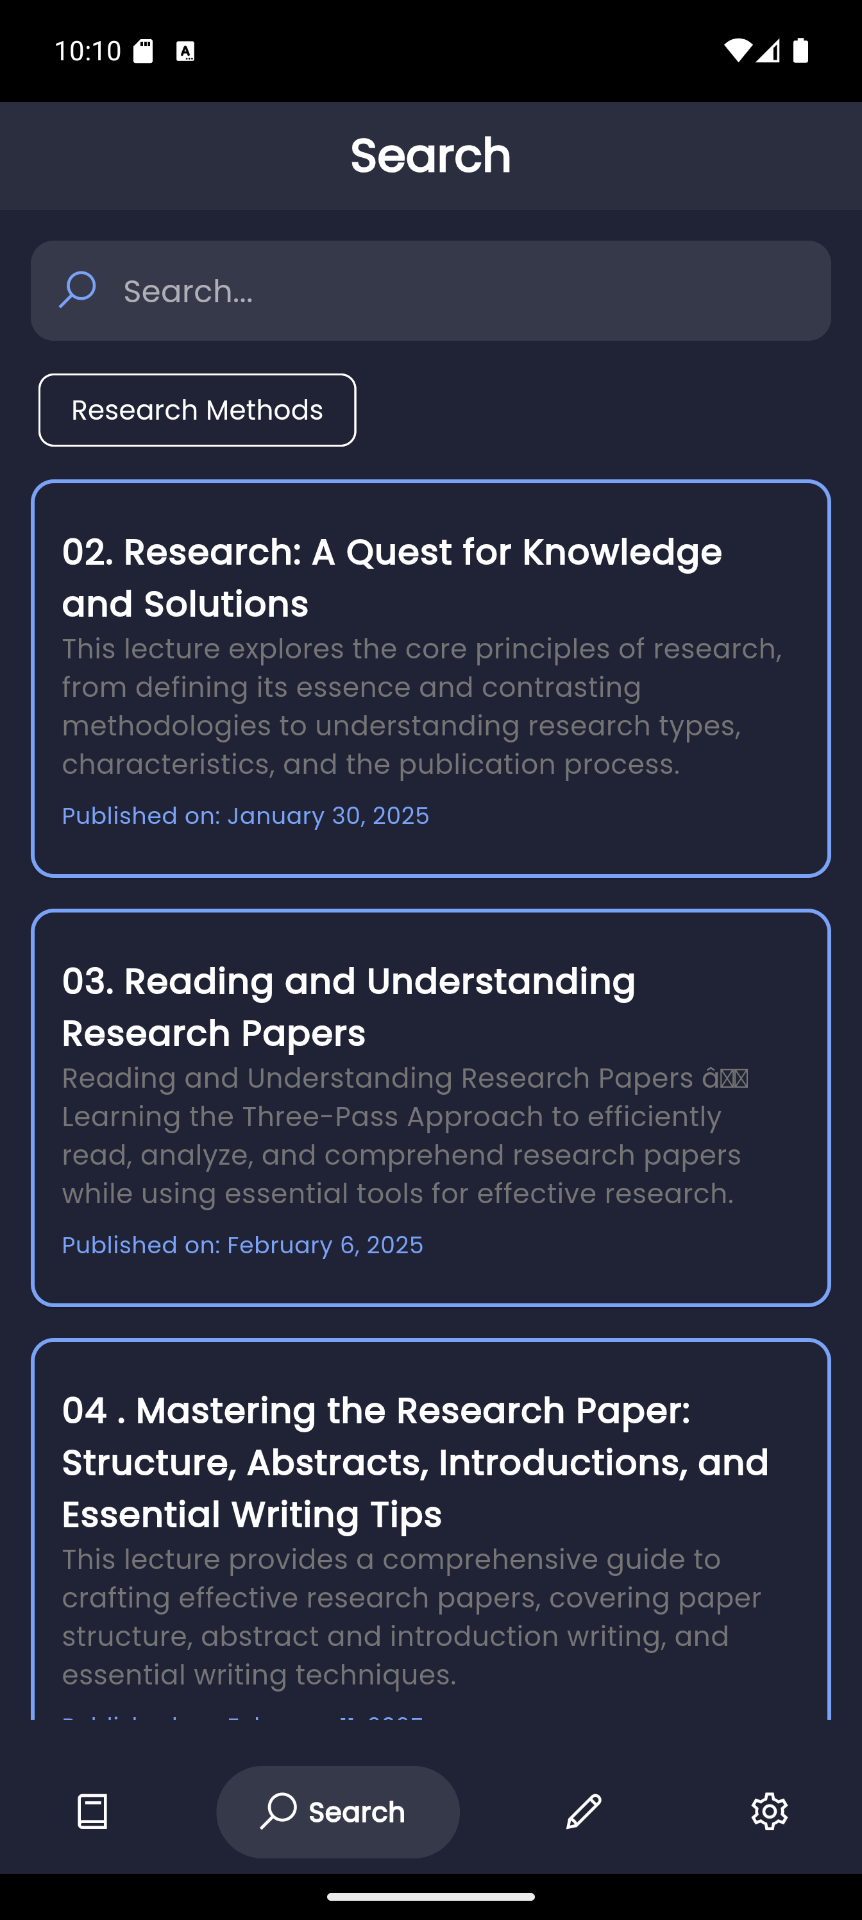 10:10
Search
Search...
Research Methods
02. Research: A Quest for Knowledge
and Solutions
This lecture explores the core principles of research,
from defining its essence and contrasting
methodologies to understanding research types,
characteristics, and the publication process.
Published on: January 30, 2025
03. Reading and Understanding
Research Papers
Reading and Understanding Research Papers â
Learning the Three-Pass Approach to efficiently
read, analyze, and comprehend research papers
while using essential tools for effective research.
Published on: February 6, 2025
04 . Mastering the Research Paper:
Structure, Abstracts, Introductions, and
Essential Writing Tips
This lecture provides a comprehensive guide to
crafting effective research papers, covering paper
structure, abstract and introduction writing, and
essential writing techniques.
Search